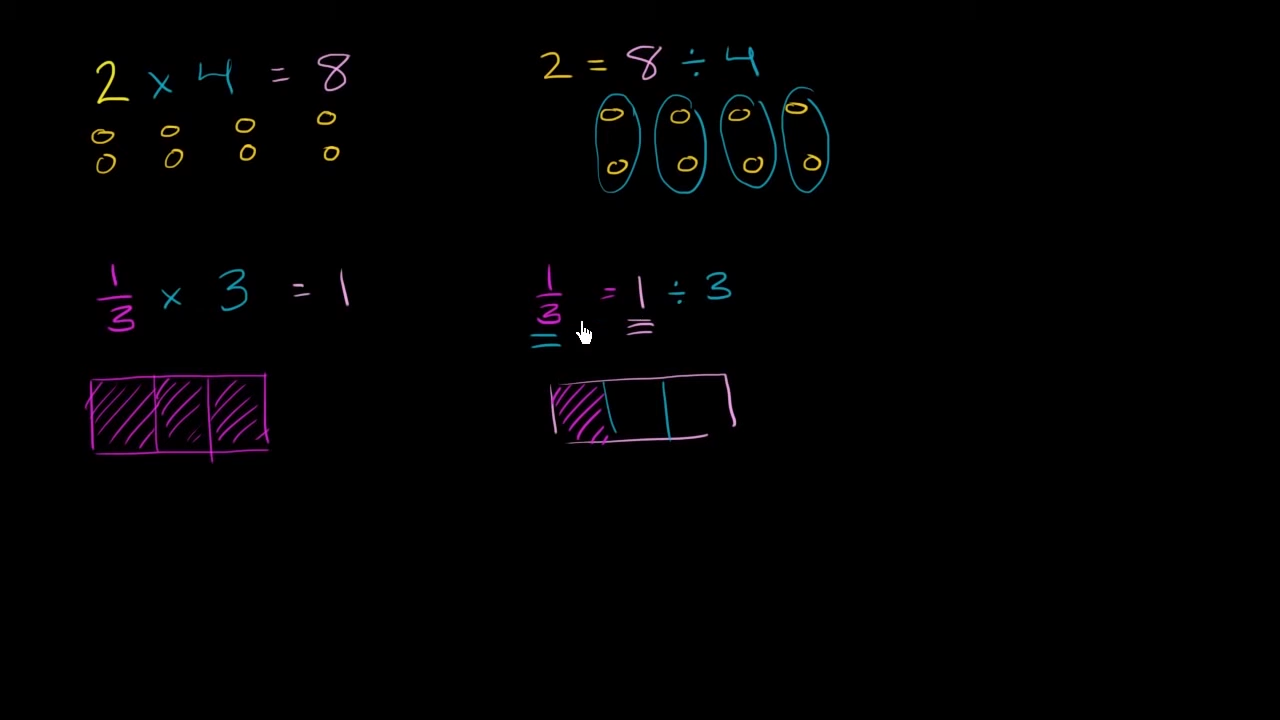 2 × 4 = 8
2 = 8 ÷ 4
1/3 × 3 = 1
1/3 = 1 ÷ 3